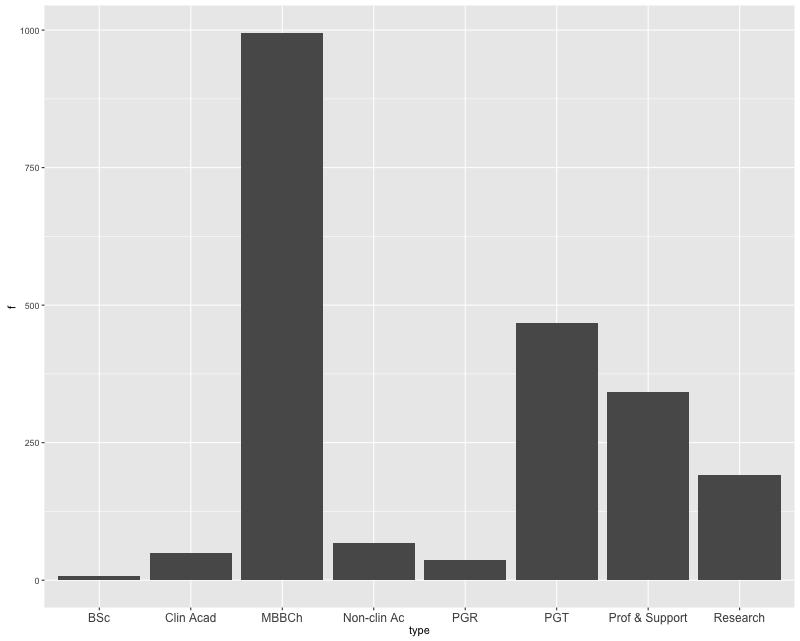 1000
750
500
250
0
f
BSc Clin Acad MBBCh Non-clin Ac PGR PGT Prof & Support Research
type